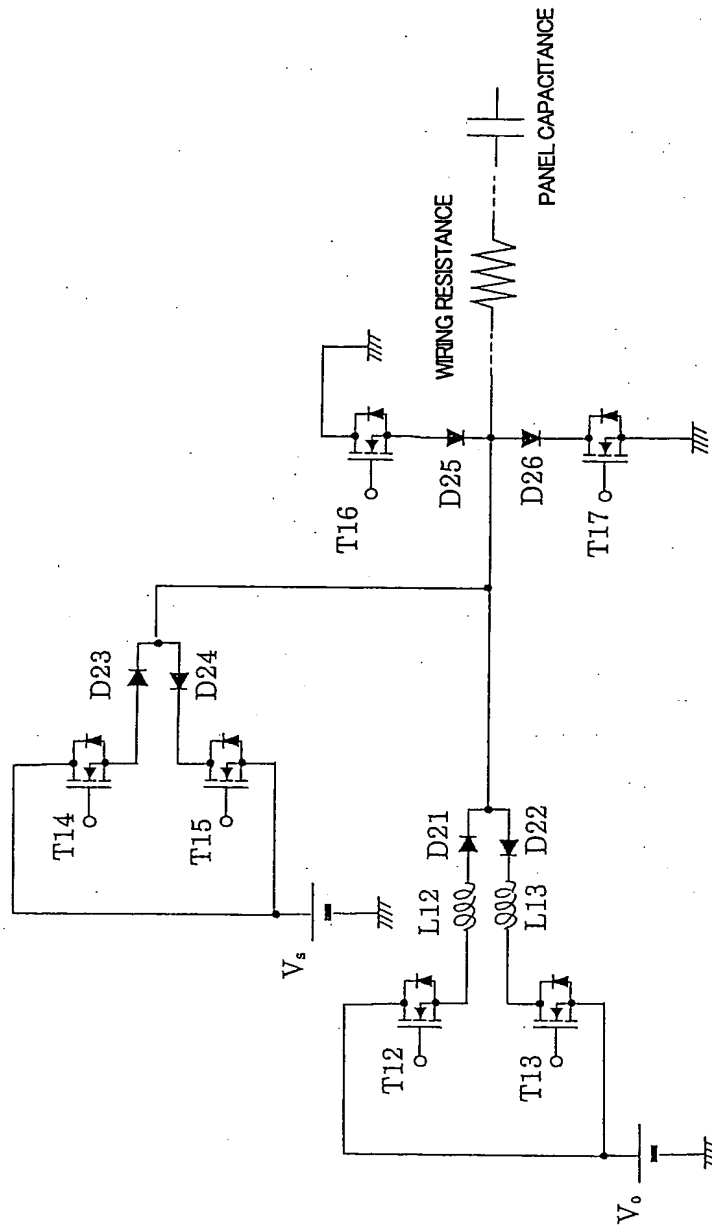 PANEL CAPACITANCE
WIRING RESISTANCE
T16
D25
D26
T17
D23
D24
T14
T15
Vs
D21
D22
L12
L13
T12
T13
V0